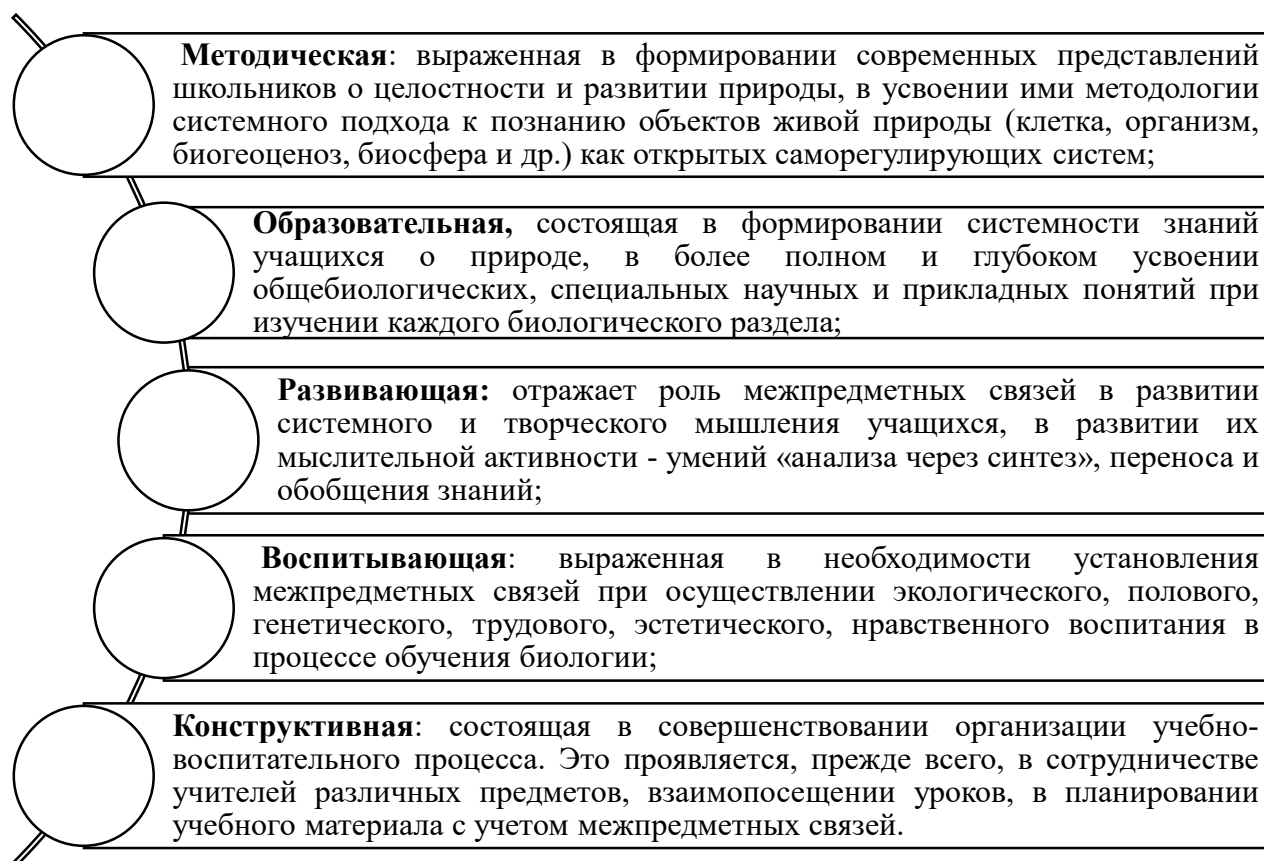 Методическая: выраженная в формировании современных представлений
школьников о целостности и развитии природы, в усвоении ими методологии
системного подхода к познанию объектов живой природы (клетка, организм,
биогеоценоз, биосфера и др.) как открытых саморегулирующих систем;
Образовательная, состоящая в формировании системности знаний
учащихся о природе, в более полном и глубоком усвоении
общебиологических, специальных научных и прикладных понятий при
изучении каждого биологического раздела;
Развивающая: отражает роль межпредметных связей в развитии
системного и творческого мышления учащихся, в развитии их
мыслительной активности - умений «анализа через синтез», переноса и
обобщения знаний;
Воспитывающая: выраженная в необходимости установления
межпредметных связей при осуществлении экологического, полового,
генетического, трудового, эстетического, нравственного воспитания в
процессе обучения биологии;
Конструктивная: состоящая в совершенствовании организации учебно-
воспитательного процесса. Это проявляется, прежде всего, в сотрудничестве
учителей различных предметов, взаимопосещении уроков, в планировании
учебного материала с учетом межпредметных связей.